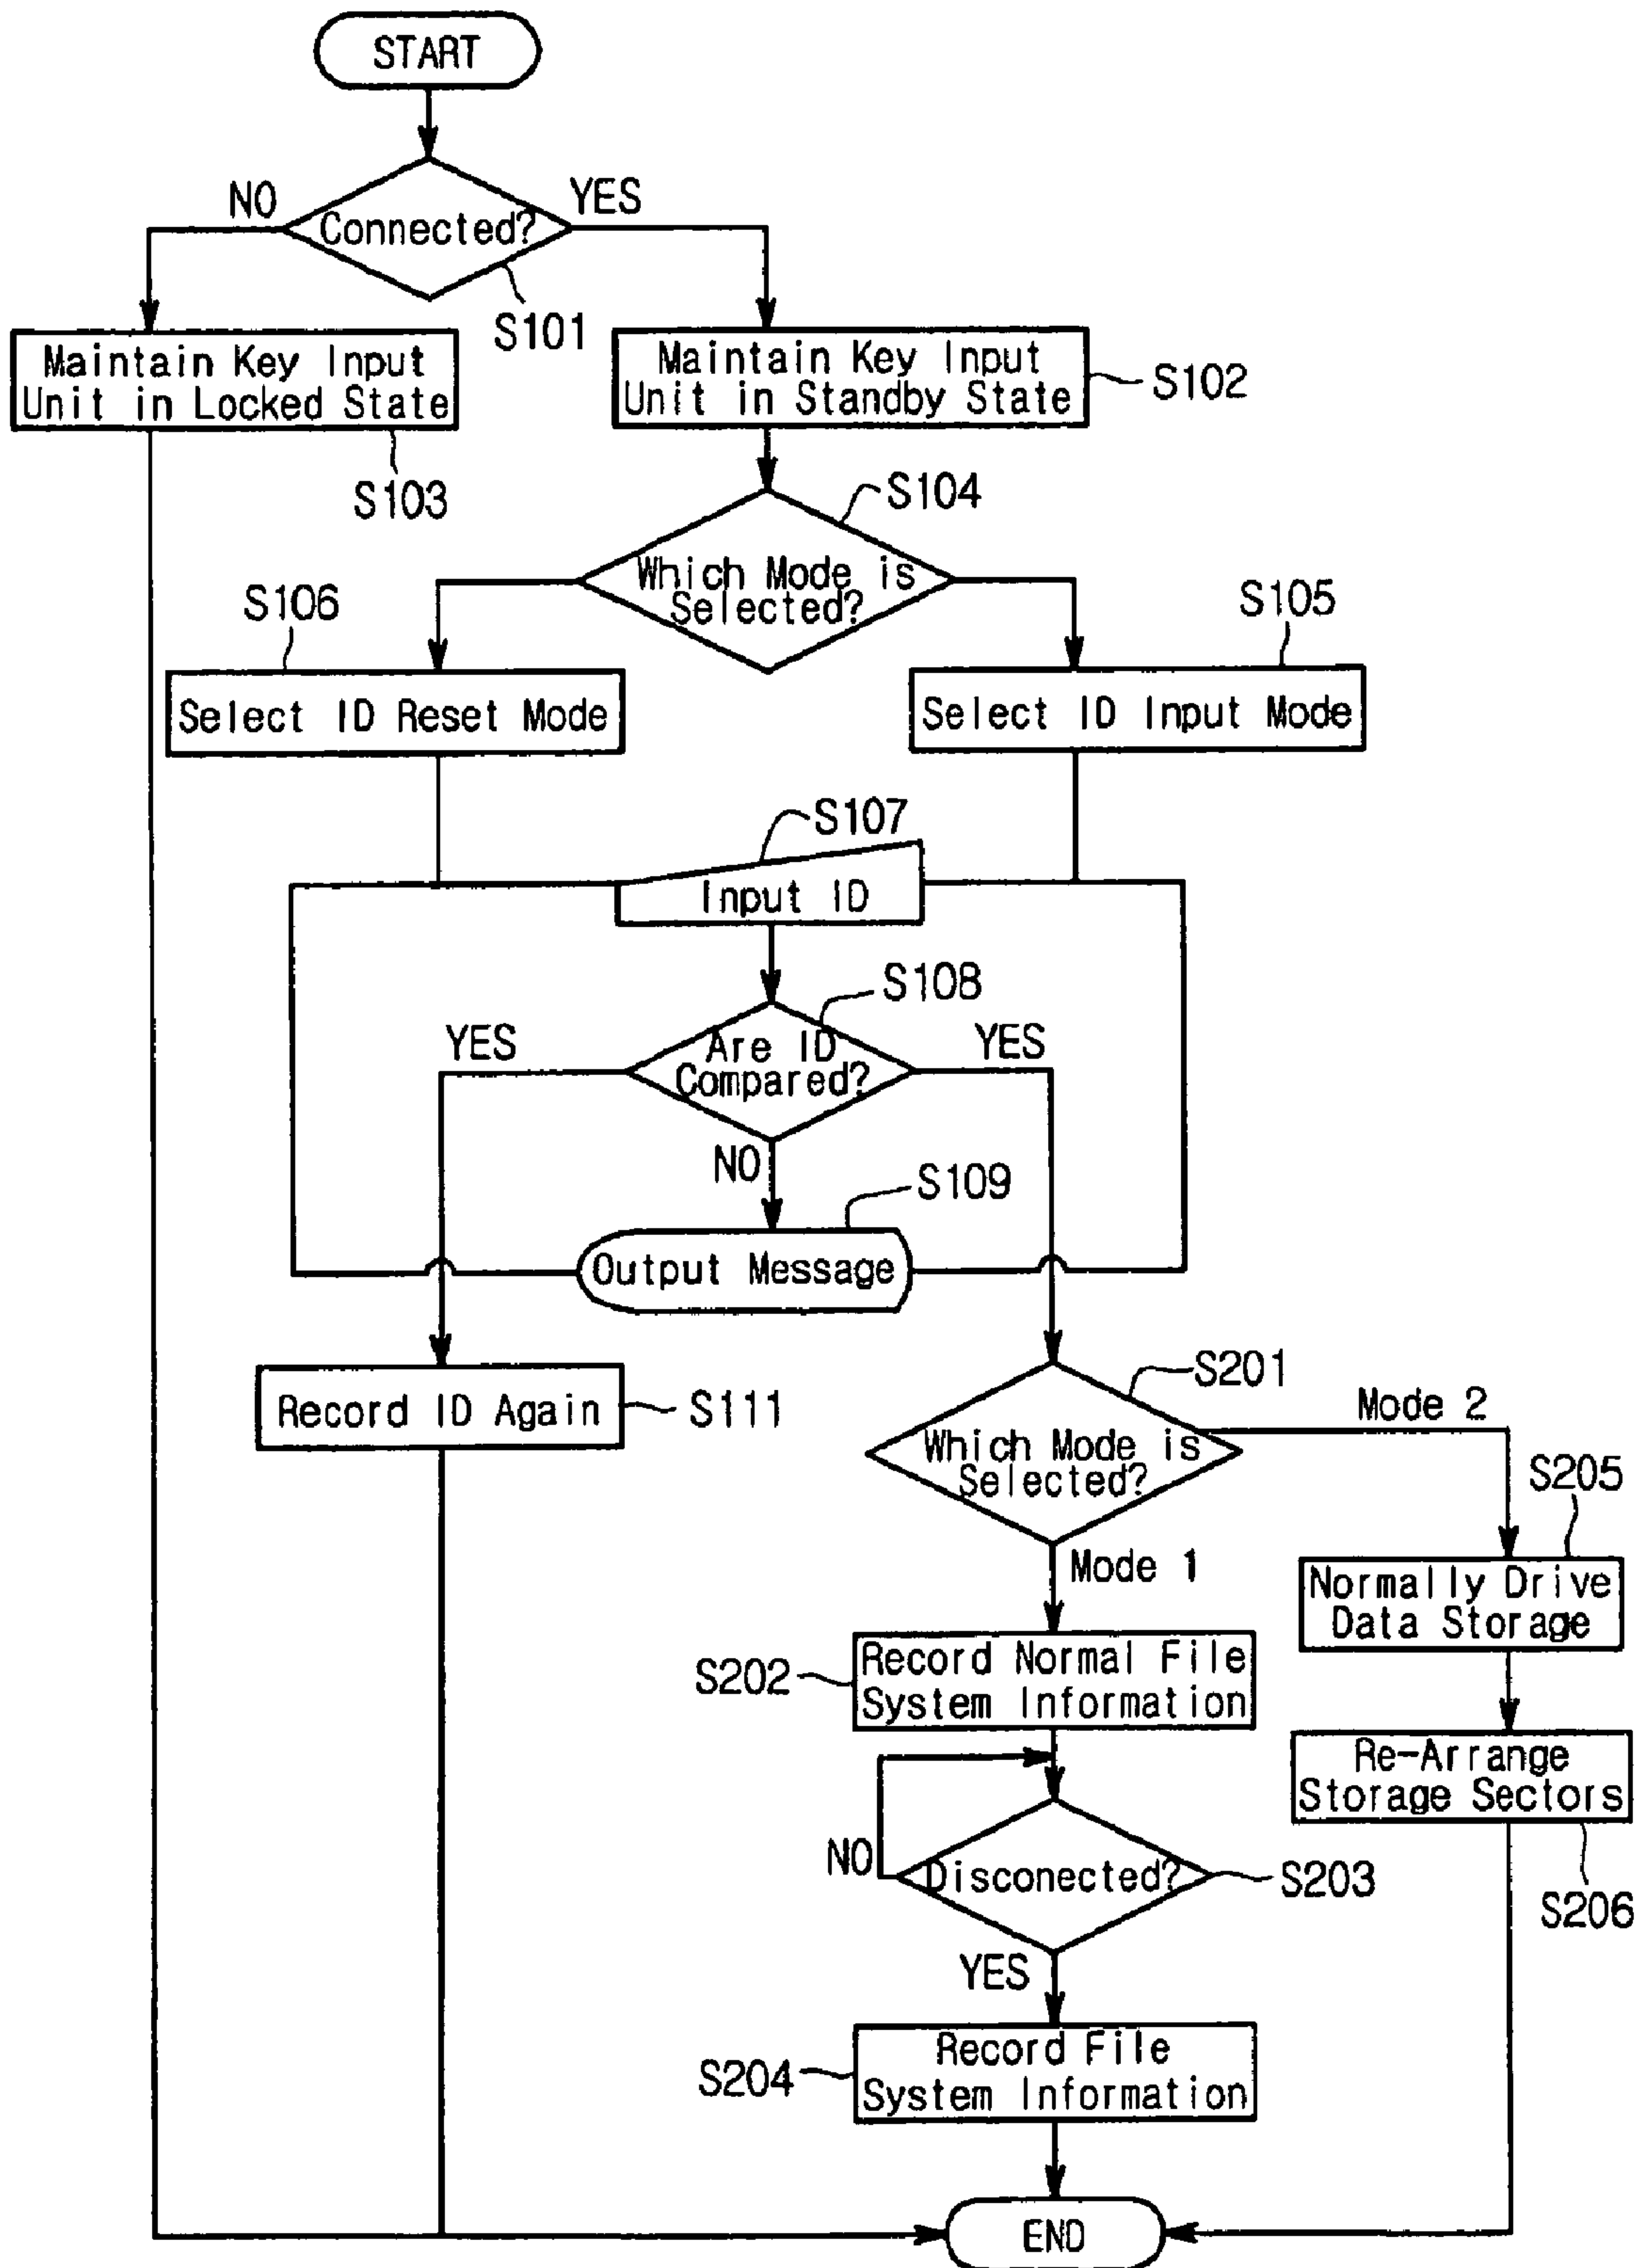 START
NO
YES
Connected?
S101
Maintain Key Input
Unit in Locked State
S103
Maintain Key Input
Unit in Standby State
S102
S104
Which Mode is
Selected?
S106
S105
Select ID Reset Mode
Select ID Input Mode
S107
Input ID
S108
YES
Are ID
Compared?
YES
NO
S109
Output Message
Record ID Again
S111
S201
Which Mode is
Selected?
Mode 2
S205
Mode 1
Normally Drive
Data Storage
S202
Record Normal File
System Information
Re-Arrange
Storage Sectors
NO
Disconected?
S203
S206
YES
S204
Record File
System Information
END